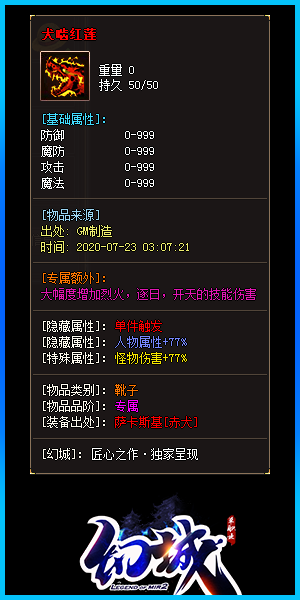 犬啮红莲
重量 0
持久 50/50
[基础属性]:
防御 0-999
魔防 0-999
攻击 0-999
魔法 0-999
[物品来源]
出处: GM制造
时间: 2020-07-23 03:07:21
[专属额外]:
大幅度增加烈火，逐日，开天的技能伤害
[隐藏属性]: 单件触发
[隐藏属性]: 人物属性+77%
[特殊属性]: 怪物伤害+77%
[物品类别]: 靴子
[物品品阶]: 专属
[装备出处]: 萨卡斯基[赤犬]
[幻城]: 匠心之作·独家呈现
幻城
LEGEND OF MIR2